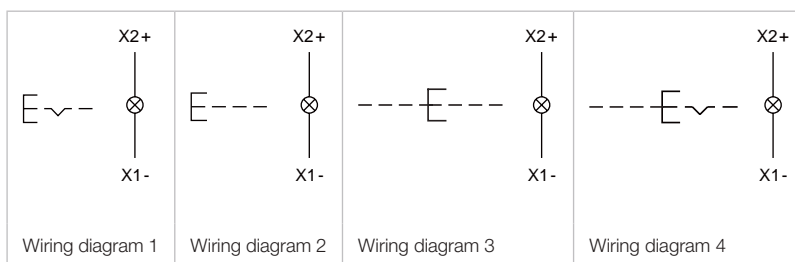 X2+
X2+
X2+
X2+
X1-
X1-
X1-
X1-
Wiring diagram 1
Wiring diagram 2
Wiring diagram 3
Wiring diagram 4